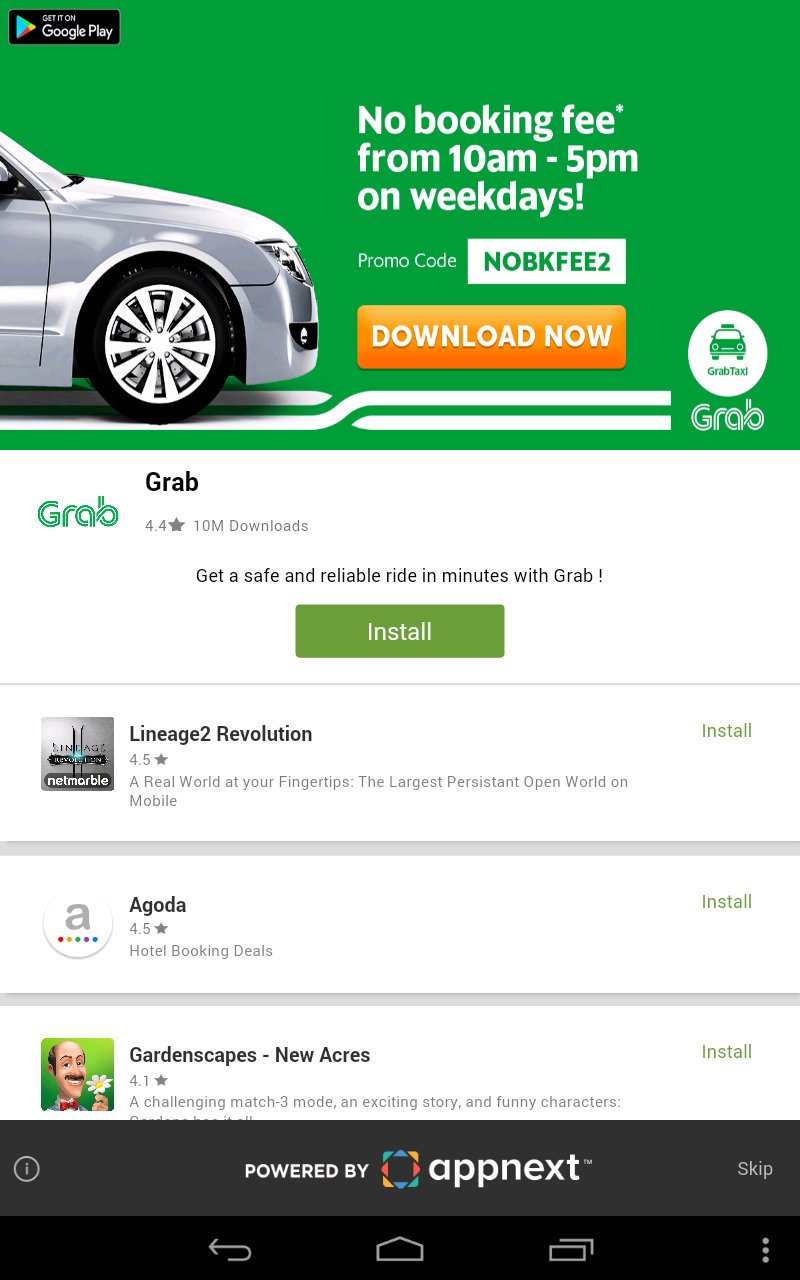 GET IT ON
Google Play
No booking fee*
from 10am - 5pm
on weekdays!
Promo Code NOBKFEE2
DOWNLOAD NOW
GrabTaxi
Grab
Grab
Grab
4.4 10M Downloads
Get a safe and reliable ride in minutes with Grab !
Install
LINEAGE
REVOLUTION
netmarble
Lineage2 Revolution
Install
4.5
A Real World at your Fingertips: The Largest Persistant Open World on
Mobile
a
Agoda
Install
4.5
Hotel Booking Deals
Gardenscapes - New Acres
Install
4.1
A challenging match-3 mode, an exciting story, and funny characters:
POWERED BY appnext™
Skip